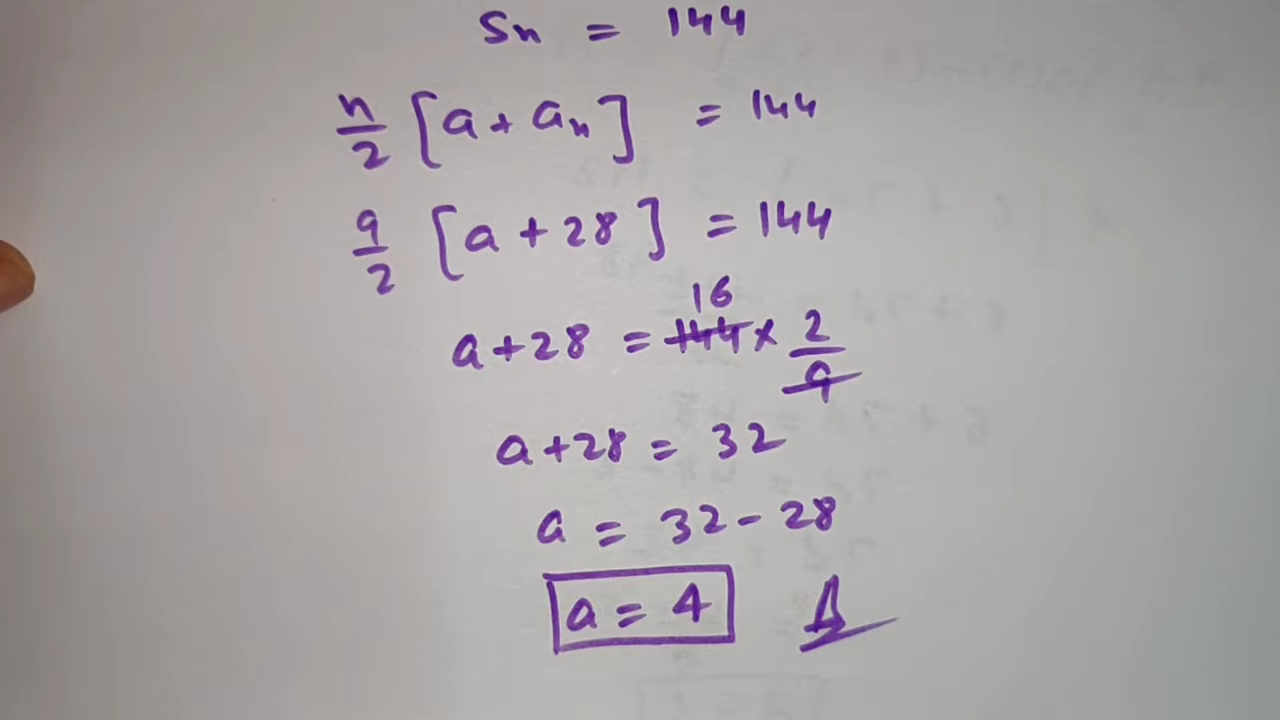 Sn = 144
n/2 [a + an] = 144
9/2 [a + 28] = 144
16
a + 28 = 144 × 2/9
a + 28 = 32
a = 32 - 28
a = 4